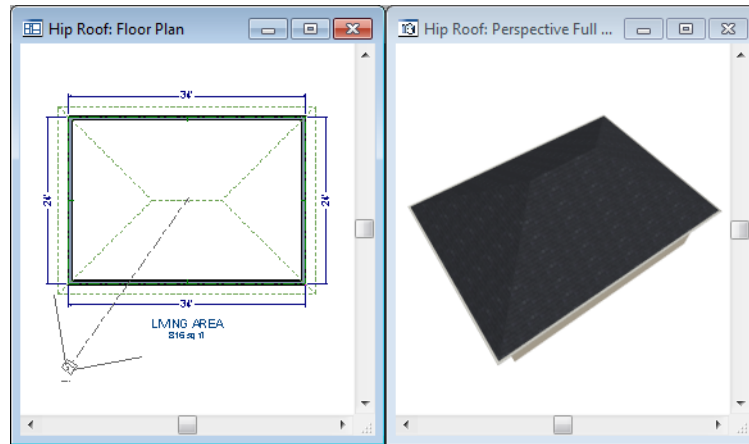 Hip Roof: Floor Plan
Hip Roof: Perspective Full ...
34'
24'
24'
34'
LIVING AREA
816 sq ft